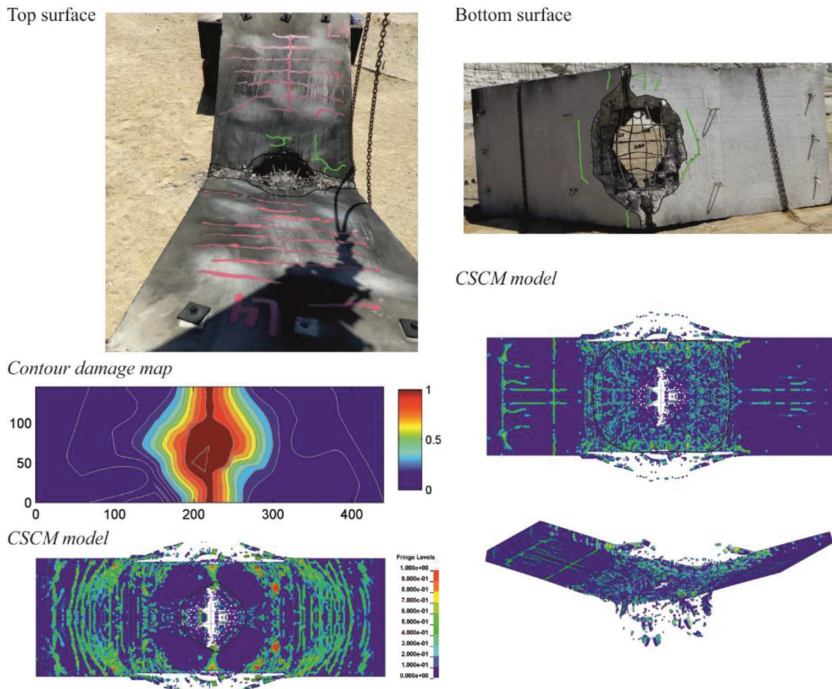 Top surface
Bottom surface
L4
CSCM model
Contour damage map
1
0.5
0
100
50
0
0
100
200
300
400
CSCM model
Fringe Levels
1.000e+00
9.000e-01
8.000e-01
7.000e-01
6.000e-01
5.000e-01
4.000e-01
3.000e-01
2.000e-01
1.000e-01
0.000e+00